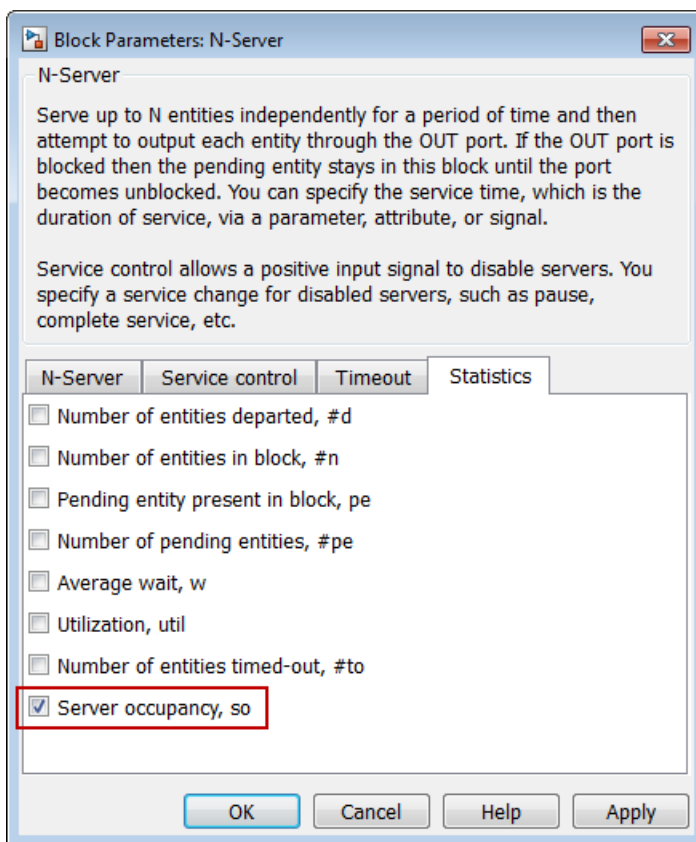 Block Parameters: N-Server
N-Server
Serve up to N entities independently for a period of time and then
attempt to output each entity through the OUT port. If the OUT port is
blocked then the pending entity stays in this block until the port
becomes unblocked. You can specify the service time, which is the
duration of service, via a parameter, attribute, or signal.
Service control allows a positive input signal to disable servers. You
specify a service change for disabled servers, such as pause,
complete service, etc.
N-Server Service control Timeout Statistics
Number of entities departed, #d
Number of entities in block, #n
Pending entity present in block, pe
Number of pending entities, #pe
Average wait, w
Utilization, util
Number of entities timed-out, #to
Server occupancy, so
OK Cancel Help Apply